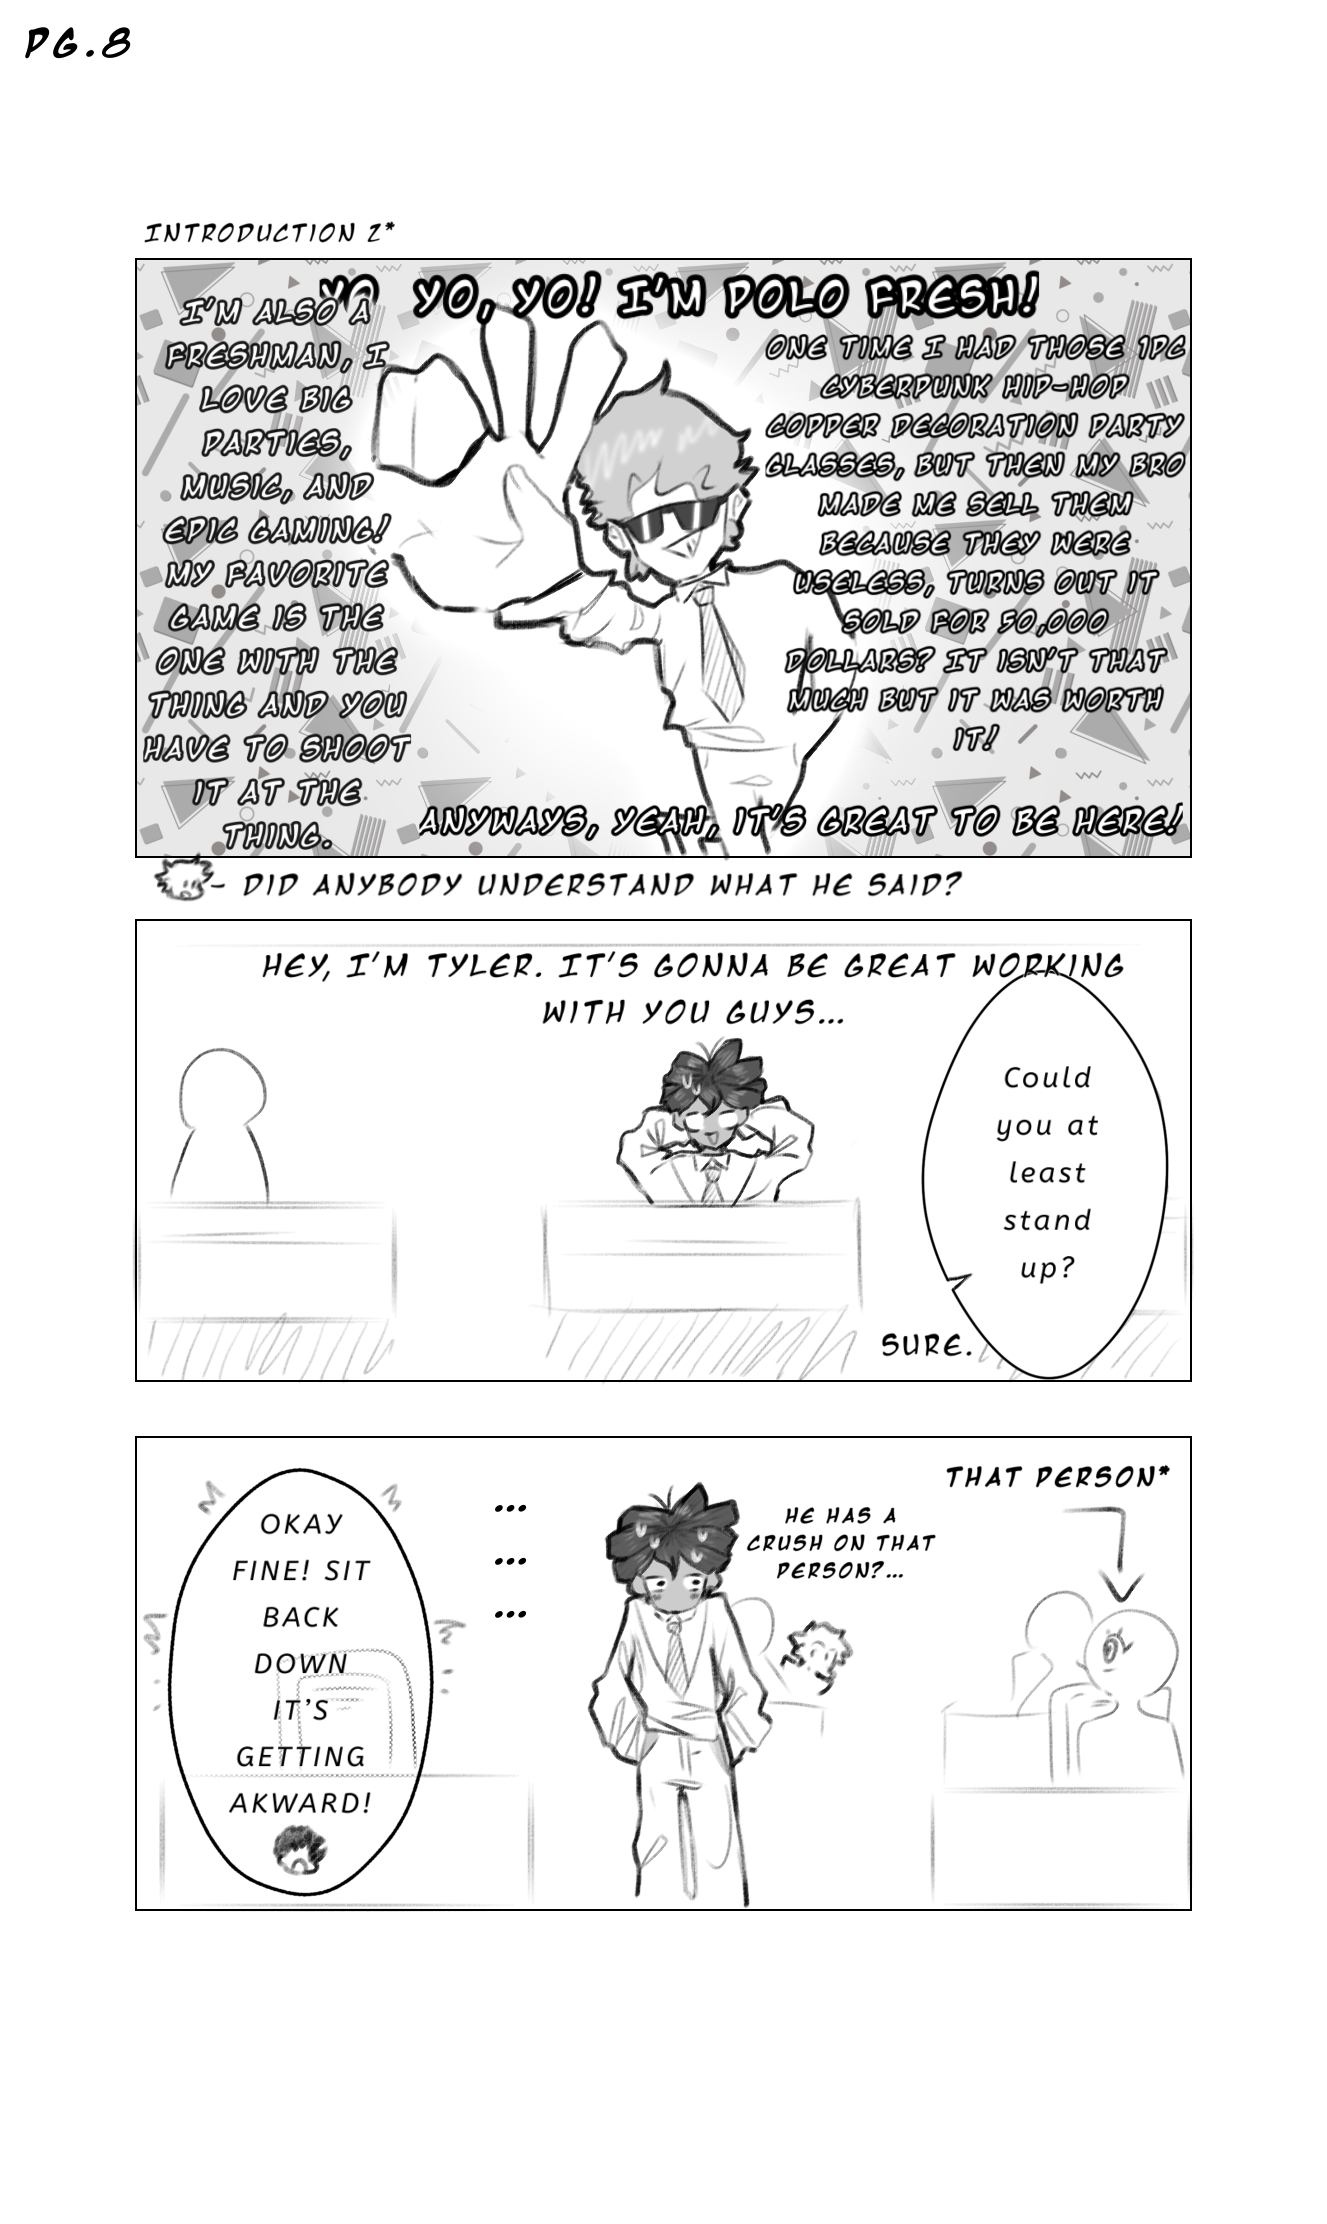 PG.8
INTRODUCTION 2*
YO YO, YO! I'M POLO FRESH!
I'M ALSO A
FRESHMAN, I
LOVE BIG
PARTIES,
MUSIC, AND
EPIC GAMING!
MY FAVORITE
GAME IS THE
ONE WITH THE
THING AND YOU
HAVE TO SHOOT
IT AT THE
THING.
ONE TIME I HAD THOSE 1PC
CYBERPUNK HIP-HOP
COPPER DECORATION PARTY
GLASSES, BUT THEN MY BRO
MADE ME SELL THEM
BECAUSE THEY WERE
USELESS, TURNS OUT IT
SOLD FOR 50,000
DOLLARS? IT ISN'T THAT
MUCH BUT IT WAS WORTH
IT!
ANYWAYS, YEAH, IT'S GREAT TO BE HERE!
- DID ANYBODY UNDERSTAND WHAT HE SAID?
HEY, I'M TYLER. IT'S GONNA BE GREAT WORKING
WITH YOU GUYS...
Could
you at
least
stand
up?
SURE.
OKAY
FINE! SIT
BACK
DOWN
IT'S
GETTING
AKWARD!
...
...
...
HE HAS A
CRUSH ON THAT
PERSON?...
THAT PERSON*